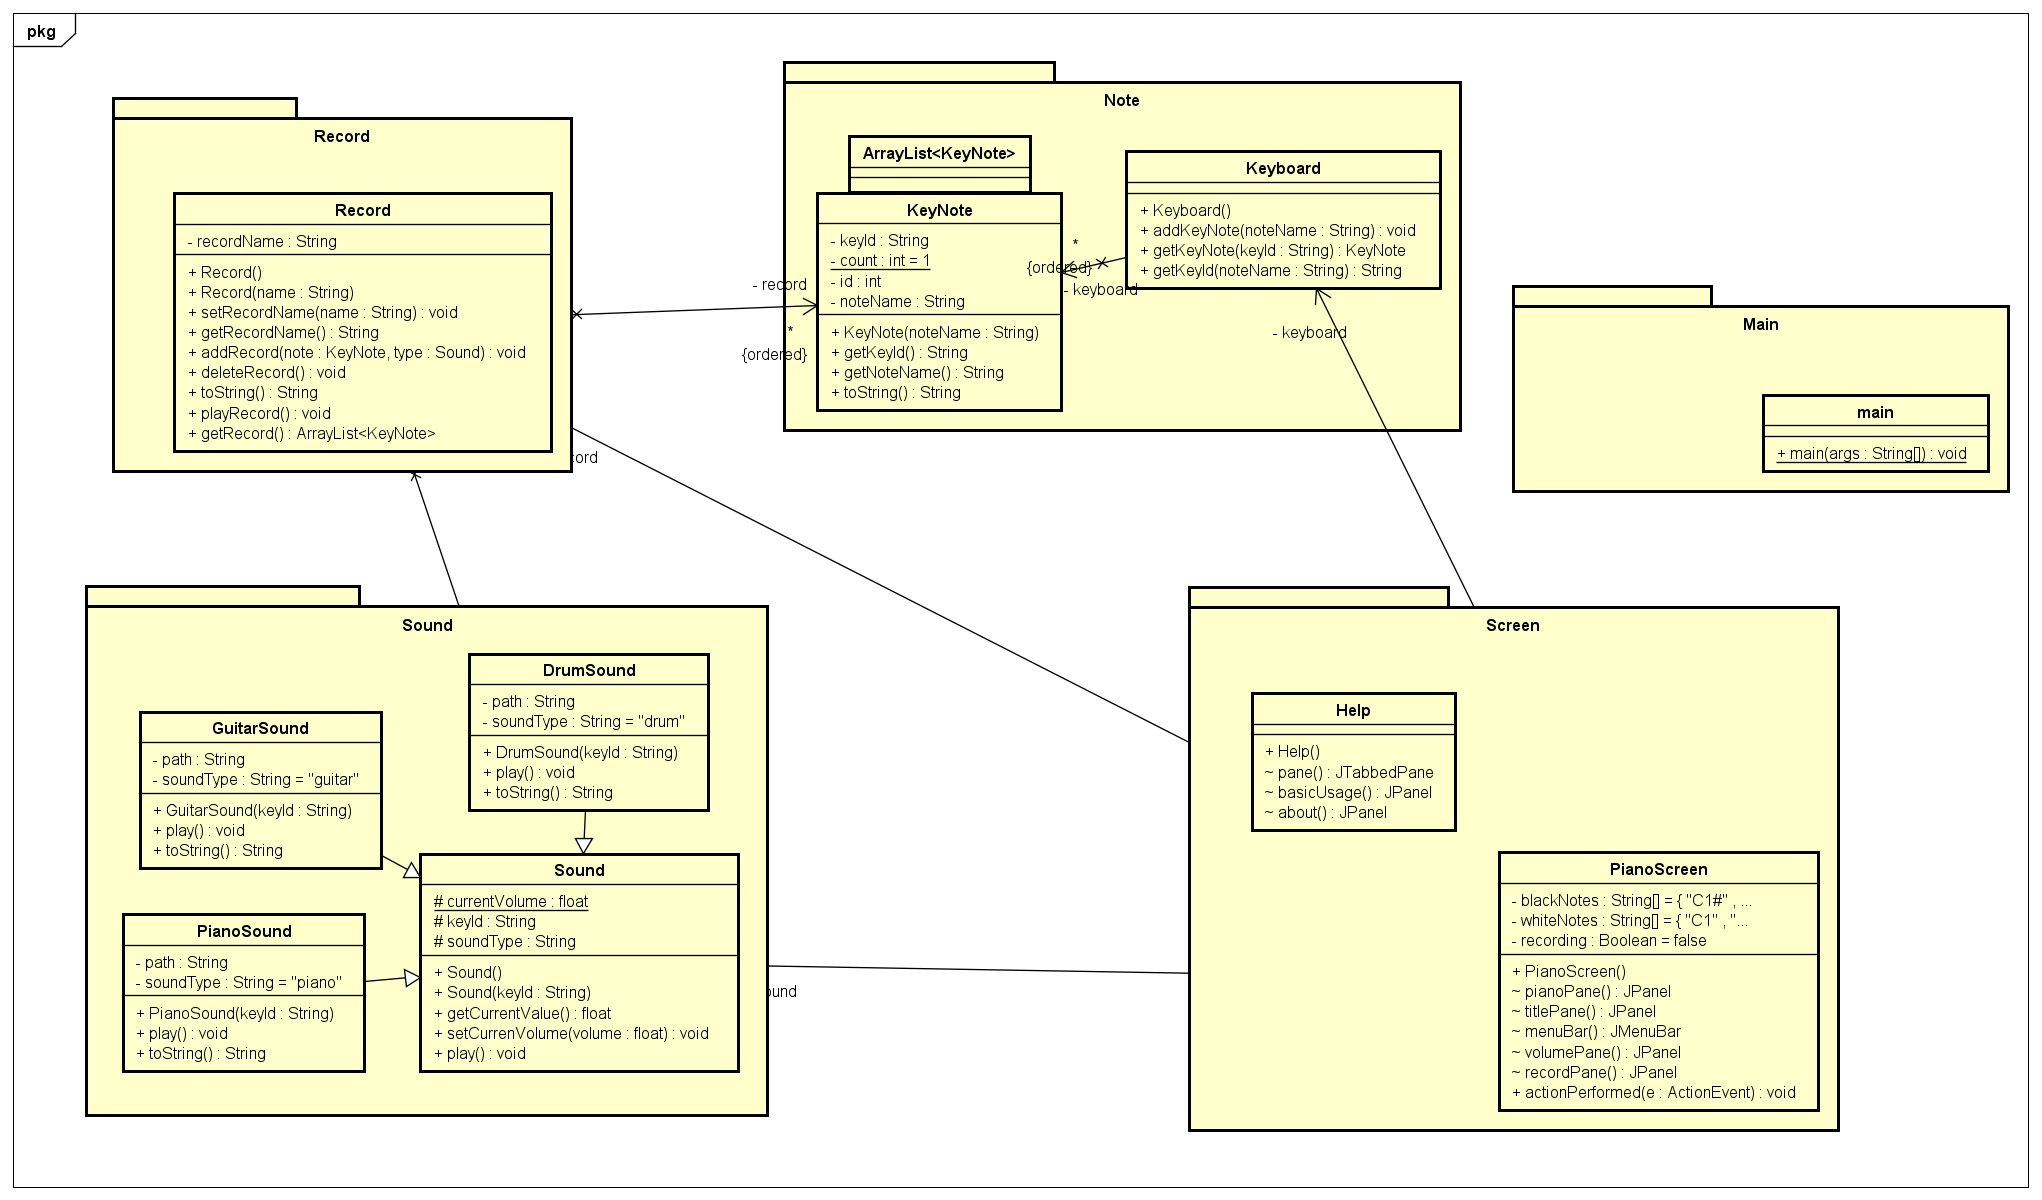 pkg
Record
Record
- recordName : String
+ Record()
+ Record(name : String)
+ setRecordName(name : String) : void
+ getRecordName() : String
+ addRecord(note : KeyNote, type : Sound) : void
+ deleteRecord() : void
+ toString() : String
+ playRecord() : void
+ getRecord() : ArrayList<KeyNote>
cord
- record
*
{ordered}
Note
ArrayList<KeyNote>
KeyNote
- keyId : String
- count : int = 1
- id : int
- noteName : String
+ KeyNote(noteName : String)
+ getKeyId() : String
+ getNoteName() : String
+ toString() : String
*
{ordered}
- keyboard
Keyboard
+ Keyboard()
+ addKeyNote(noteName : String) : void
+ getKeyNote(keyId : String) : KeyNote
+ getKeyId(noteName : String) : String
- keyboard
Main
main
+ main(args : String[]) : void
Sound
DrumSound
- path : String
- soundType : String = "drum"
+ DrumSound(keyId : String)
+ play() : void
+ toString() : String
GuitarSound
- path : String
- soundType : String = "guitar"
+ GuitarSound(keyId : String)
+ play() : void
+ toString() : String
PianoSound
- path : String
- soundType : String = "piano"
+ PianoSound(keyId : String)
+ play() : void
+ toString() : String
Sound
# currentVolume : float
# keyId : String
# soundType : String
+ Sound()
+ Sound(keyId : String)
+ getCurrentValue() : float
+ setCurrenVolume(volume : float) : void
+ play() : void
ound
Screen
Help
+ Help()
~ pane() : JTabbedPane
~ basicUsage() : JPanel
~ about() : JPanel
PianoScreen
- blackNotes : String[] = { "C1#" , ...
- whiteNotes : String[] = { "C1" , "...
- recording : Boolean = false
+ PianoScreen()
~ pianoPane() : JPanel
~ titlePane() : JPanel
~ menuBar() : JMenuBar
~ volumePane() : JPanel
~ recordPane() : JPanel
+ actionPerformed(e : ActionEvent) : void